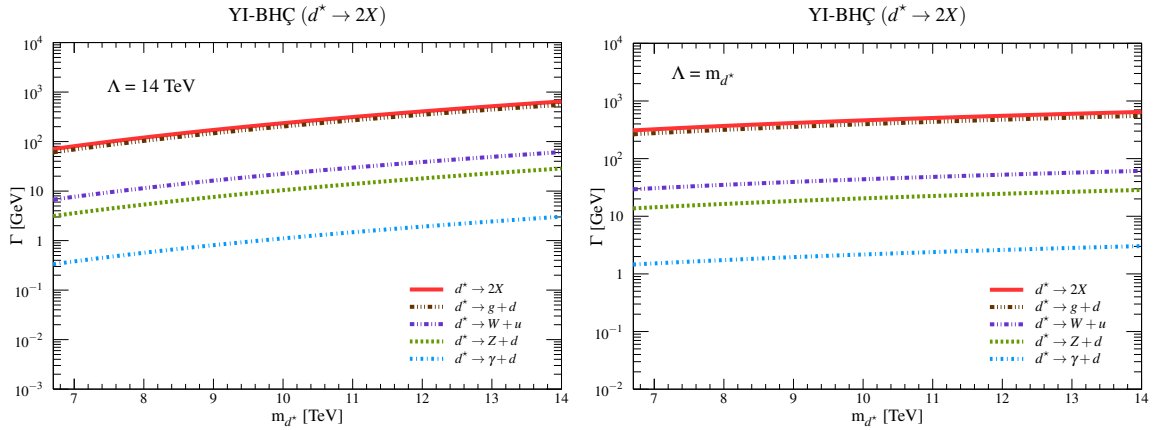 YI-BHÇ (d⋆ → 2X)
Λ = 14 TeV
Γ [GeV]
10⁴
10³
10²
10
1
10⁻¹
10⁻²
10⁻³
d⋆ → 2X
d⋆ → g + d
d⋆ → W + u
d⋆ → Z + d
d⋆ → γ + d
7 8 9 10 11 12 13 14
m_d⋆ [TeV]
YI-BHÇ (d⋆ → 2X)
Λ = m_d⋆
Γ [GeV]
10⁴
10³
10²
10
1
10⁻¹
10⁻²
d⋆ → 2X
d⋆ → g + d
d⋆ → W + u
d⋆ → Z + d
d⋆ → γ + d
7 8 9 10 11 12 13 14
m_d⋆ [TeV]